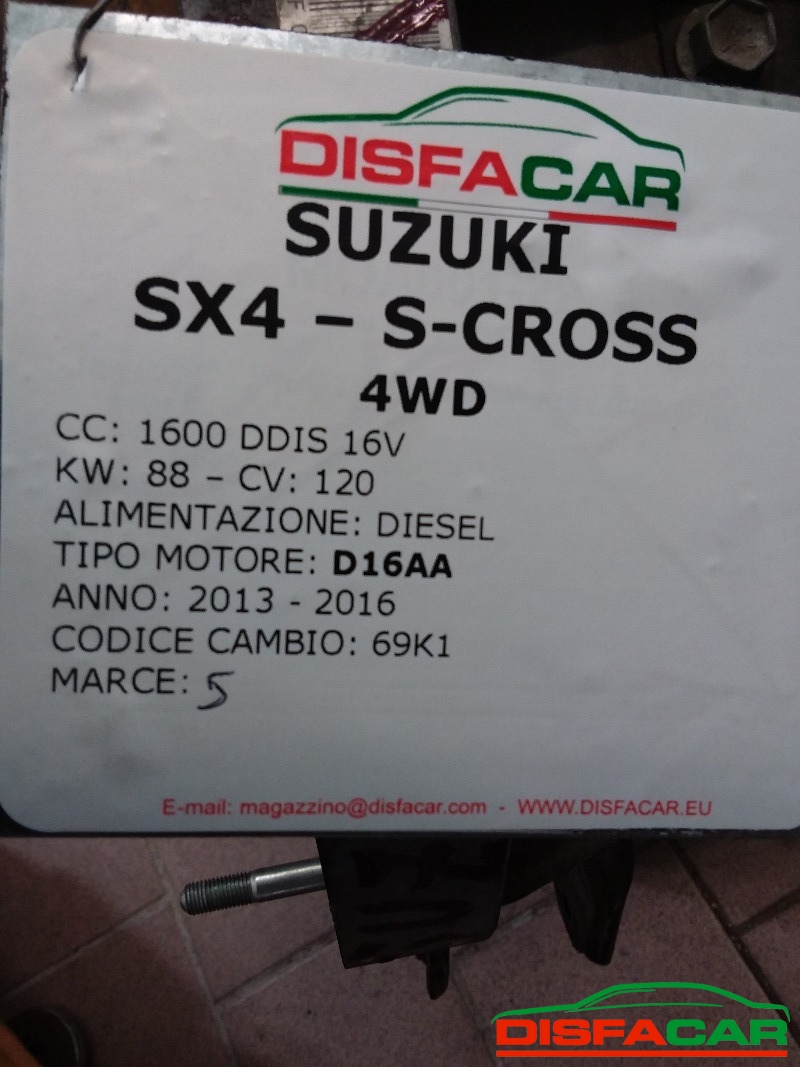 DISFACAR
SUZUKI
SX4 – S-CROSS
4WD
CC: 1600 DDIS 16V
KW: 88 – CV: 120
ALIMENTAZIONE: DIESEL
TIPO MOTORE: D16AA
ANNO: 2013 - 2016
CODICE CAMBIO: 69K1
MARCE: 5
E-mail: magazzino@disfacar.com - WWW.DISFACAR.EU
DISFACAR